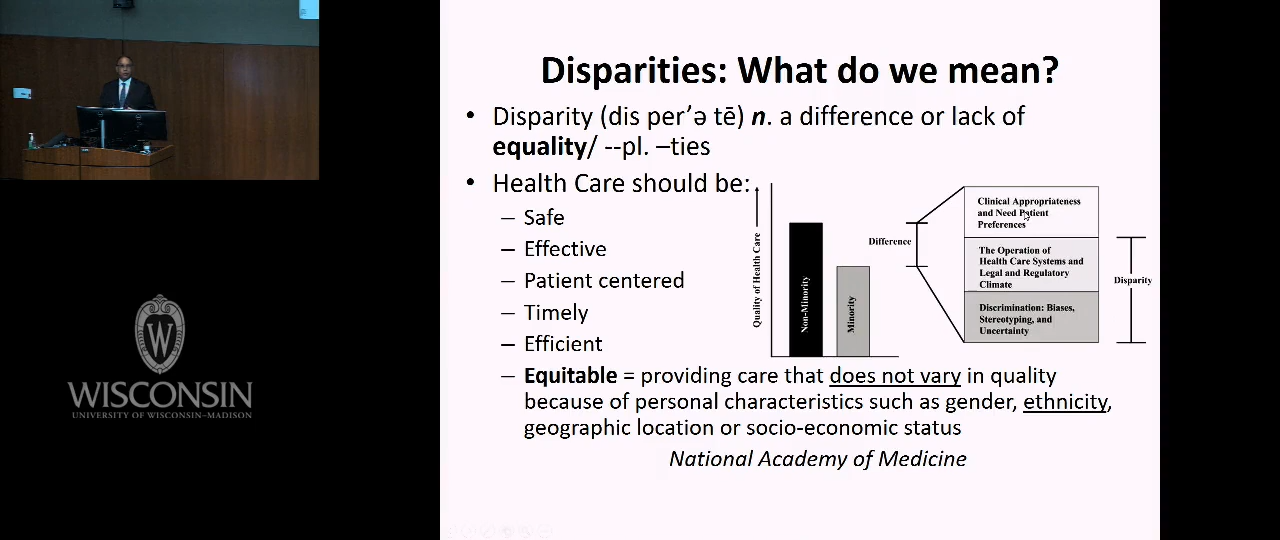 Disparities: What do we mean?
• Disparity (dis per’ə tē) n. a difference or lack of
equality/ --pl. –ties
• Health Care should be:
– Safe
– Effective
– Patient centered
– Timely
– Efficient
– Equitable = providing care that does not vary in quality
because of personal characteristics such as gender, ethnicity,
geographic location or socio-economic status
National Academy of Medicine
Quality of Health Care
Non-Minority
Minority
Difference
Clinical Appropriateness
and Need Patient
Preferences
The Operation of
Health Care Systems and
Legal and Regulatory
Climate
Discrimination: Biases,
Stereotyping, and
Uncertainty
Disparity
W
WISCONSIN
UNIVERSITY OF WISCONSIN–MADISON